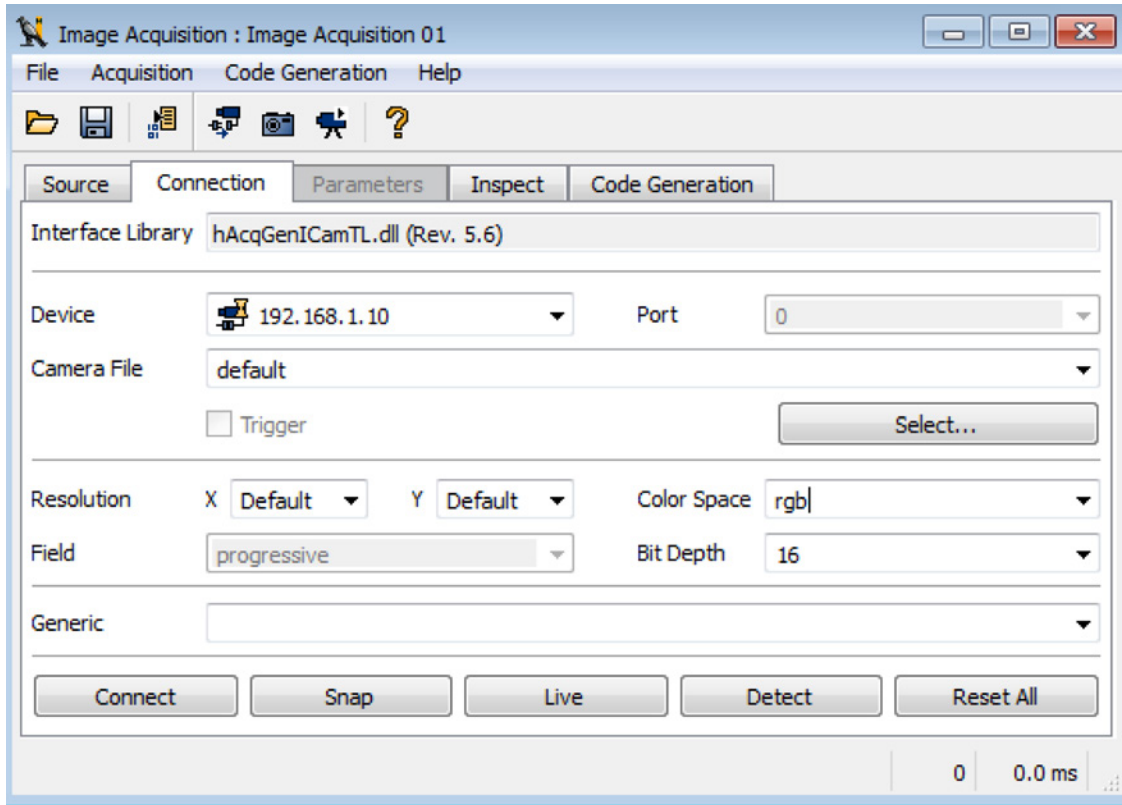 Image Acquisition : Image Acquisition 01
File Acquisition Code Generation Help
Source Connection Parameters Inspect Code Generation
Interface Library hAcqGenICamTL.dll (Rev. 5.6)
Device 192.168.1.10 Port 0
Camera File default
Trigger Select...
Resolution X Default Y Default Color Space rgb
Field progressive Bit Depth 16
Generic
Connect Snap Live Detect Reset All
0 0.0 ms